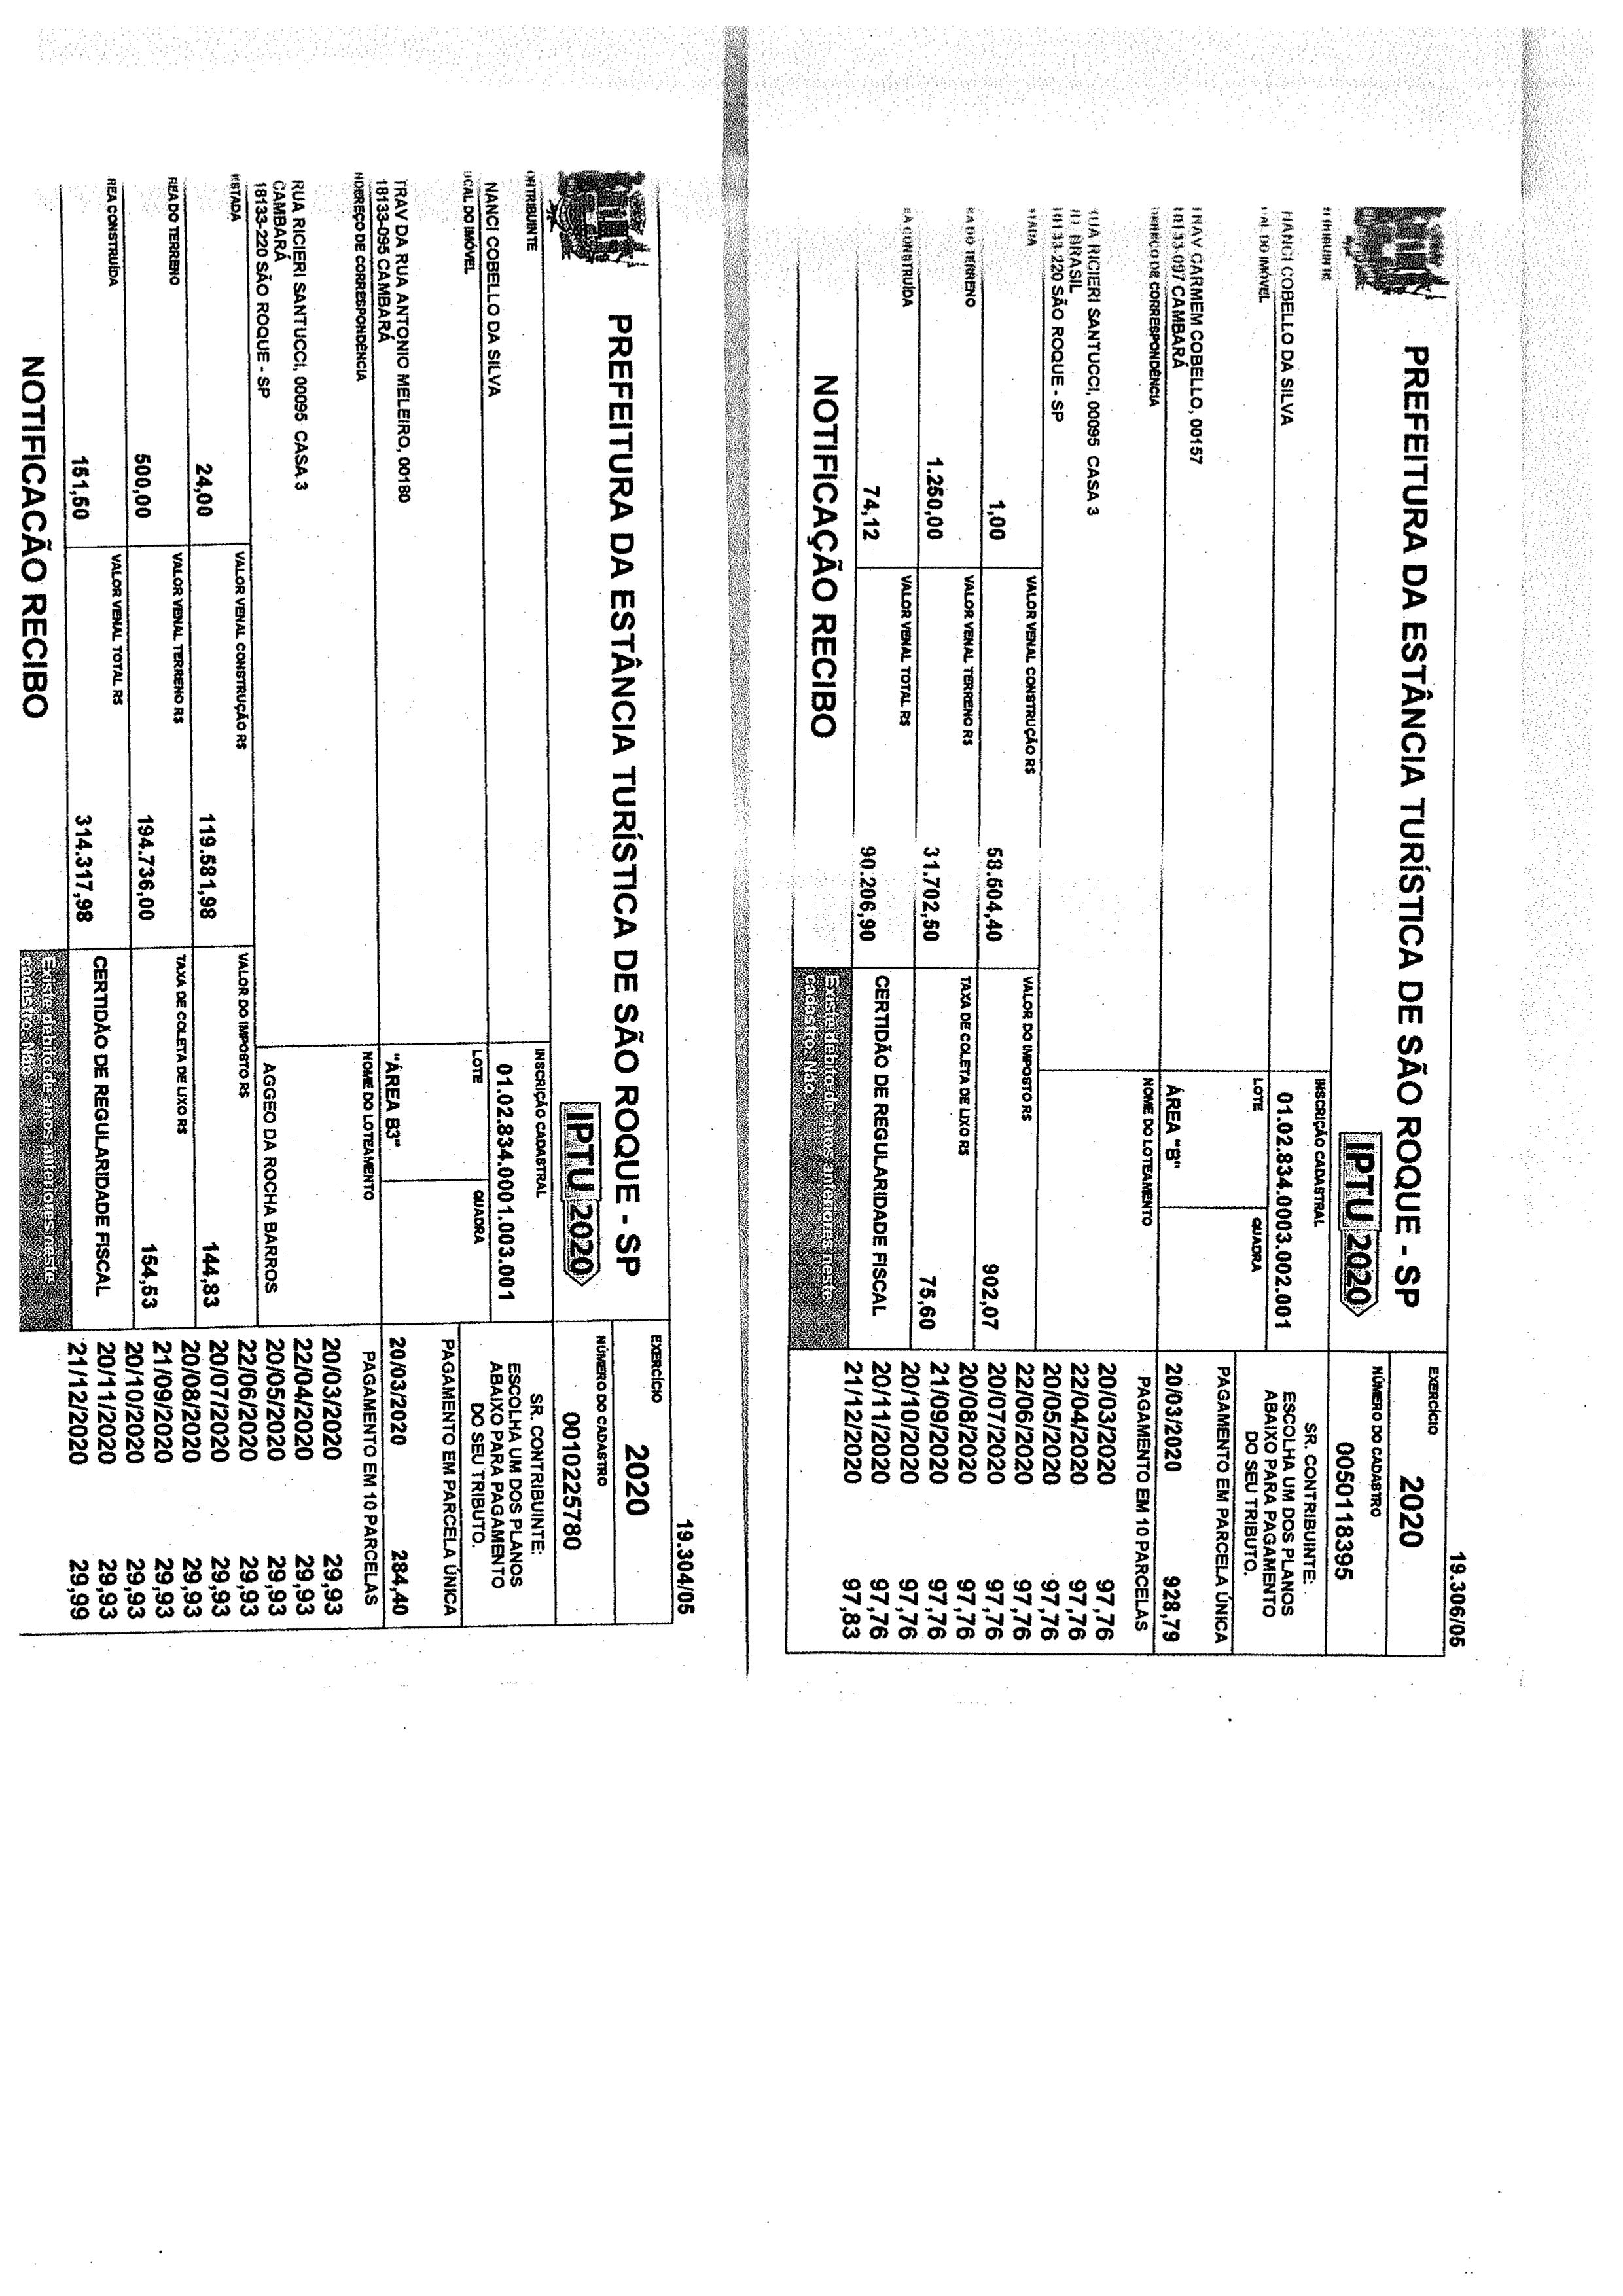 19.306/05
PREFEITURA DA ESTÂNCIA TURÍSTICA DE SÃO ROQUE - SP
IPTU 2020
EXERCÍCIO
2020
NÚMERO DO CADASTRO
0050118395
INSCRIÇÃO CADASTRAL
NANCI COBELLO DA SILVA
01.02.834.0003.002.001
SR. CONTRIBUINTE:
ESCOLHA UM DOS PLANOS
ABAIXO PARA PAGAMENTO
DO SEU TRIBUTO.
DO IMÓVEL
LOTE
QUADRA
TRAV CARMEM COBELLO, 00157
18133-097 CAMBARÁ
ÁREA "B"
PAGAMENTO EM PARCELA ÚNICA
20/03/2020 928,79
DE CORRESPONDÊNCIA
NOME DO LOTEAMENTO
PAGAMENTO EM 10 PARCELAS
RUA RICIERI SANTUCCI, 00095 CASA 3
BRASIL
18133-220 SÃO ROQUE - SP
20/03/2020 97,76
22/04/2020 97,76
20/05/2020 97,76
22/06/2020 97,76
20/07/2020 97,76
20/08/2020 97,76
21/09/2020 97,76
20/10/2020 97,76
20/11/2020 97,76
21/12/2020 97,83
TADA
VALOR VENAL CONSTRUÇÃO R$
VALOR DO IMPOSTO R$
1,00 58.504,40 902,07
DO TERRENO
VALOR VENAL TERRENO R$
TAXA DE COLETA DE LIXO R$
1.250,00 31.702,50 75,60
CONSTRUÍDA
VALOR VENAL TOTAL R$
CERTIDÃO DE REGULARIDADE FISCAL
74,12 90.206,90
NOTIFICAÇÃO RECIBO
Existe débito de anos anteriores neste
cadastro: Não
19.304/05
PREFEITURA DA ESTÂNCIA TURÍSTICA DE SÃO ROQUE - SP
IPTU 2020
EXERCÍCIO
2020
NÚMERO DO CADASTRO
0010225780
ONTRIBUINTE
INSCRIÇÃO CADASTRAL
NANCI COBELLO DA SILVA
01.02.834.0001.003.001
SR. CONTRIBUINTE:
ESCOLHA UM DOS PLANOS
ABAIXO PARA PAGAMENTO
DO SEU TRIBUTO.
OCAL DO IMÓVEL
LOTE
QUADRA
TRAV DA RUA ANTONIO MELEIRO, 00180
18133-095 CAMBARÁ
"ÁREA B3"
PAGAMENTO EM PARCELA ÚNICA
20/03/2020 284,40
NDEREÇO DE CORRESPONDÊNCIA
NOME DO LOTEAMENTO
PAGAMENTO EM 10 PARCELAS
RUA RICIERI SANTUCCI, 00095 CASA 3
CAMBARÁ
18133-220 SÃO ROQUE - SP
AGGEO DA ROCHA BARROS
20/03/2020 29,93
22/04/2020 29,93
20/05/2020 29,93
22/06/2020 29,93
20/07/2020 29,93
20/08/2020 29,93
21/09/2020 29,93
20/10/2020 29,93
20/11/2020 29,93
21/12/2020 29,99
ESTADA
VALOR VENAL CONSTRUÇÃO R$
VALOR DO IMPOSTO R$
24,00 119.581,98 144,83
REA DO TERRENO
VALOR VENAL TERRENO R$
TAXA DE COLETA DE LIXO R$
500,00 194.736,00 154,53
REA CONSTRUÍDA
VALOR VENAL TOTAL R$
CERTIDÃO DE REGULARIDADE FISCAL
151,50 314.317,98
NOTIFICAÇÃO RECIBO
Existe débito de anos anteriores neste
cadastro: Não